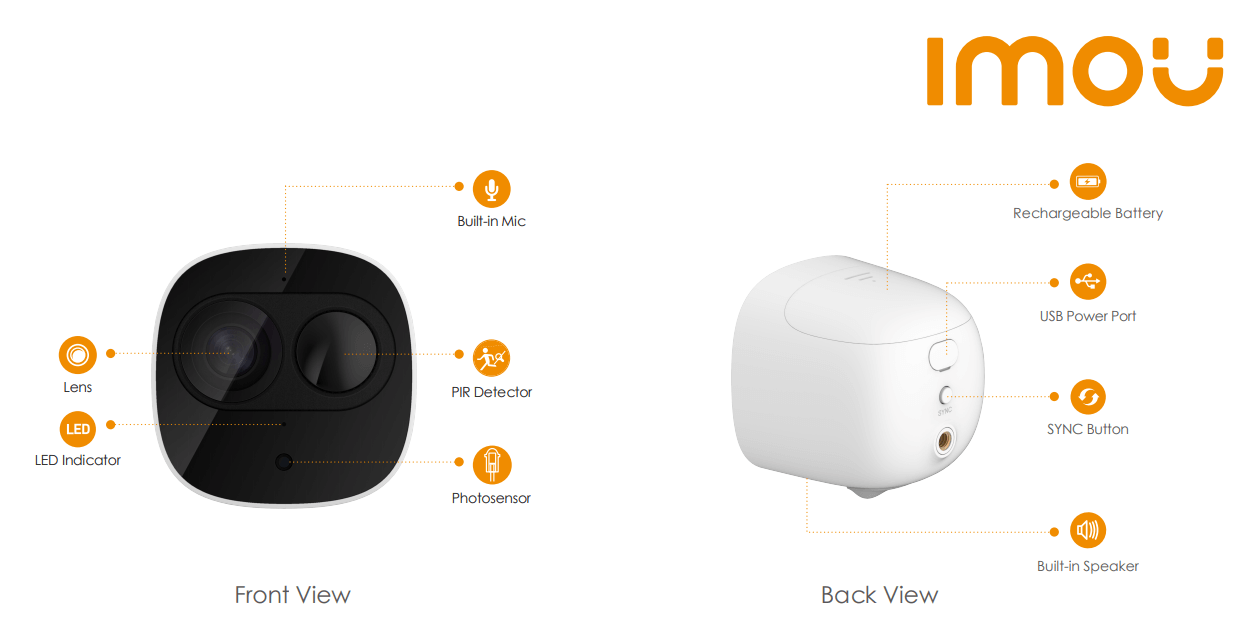 imou
Built-in Mic
Lens
PIR Detector
LED
LED Indicator
Photosensor
Front View
Rechargeable Battery
USB Power Port
SYNC
SYNC Button
Built-in Speaker
Back View